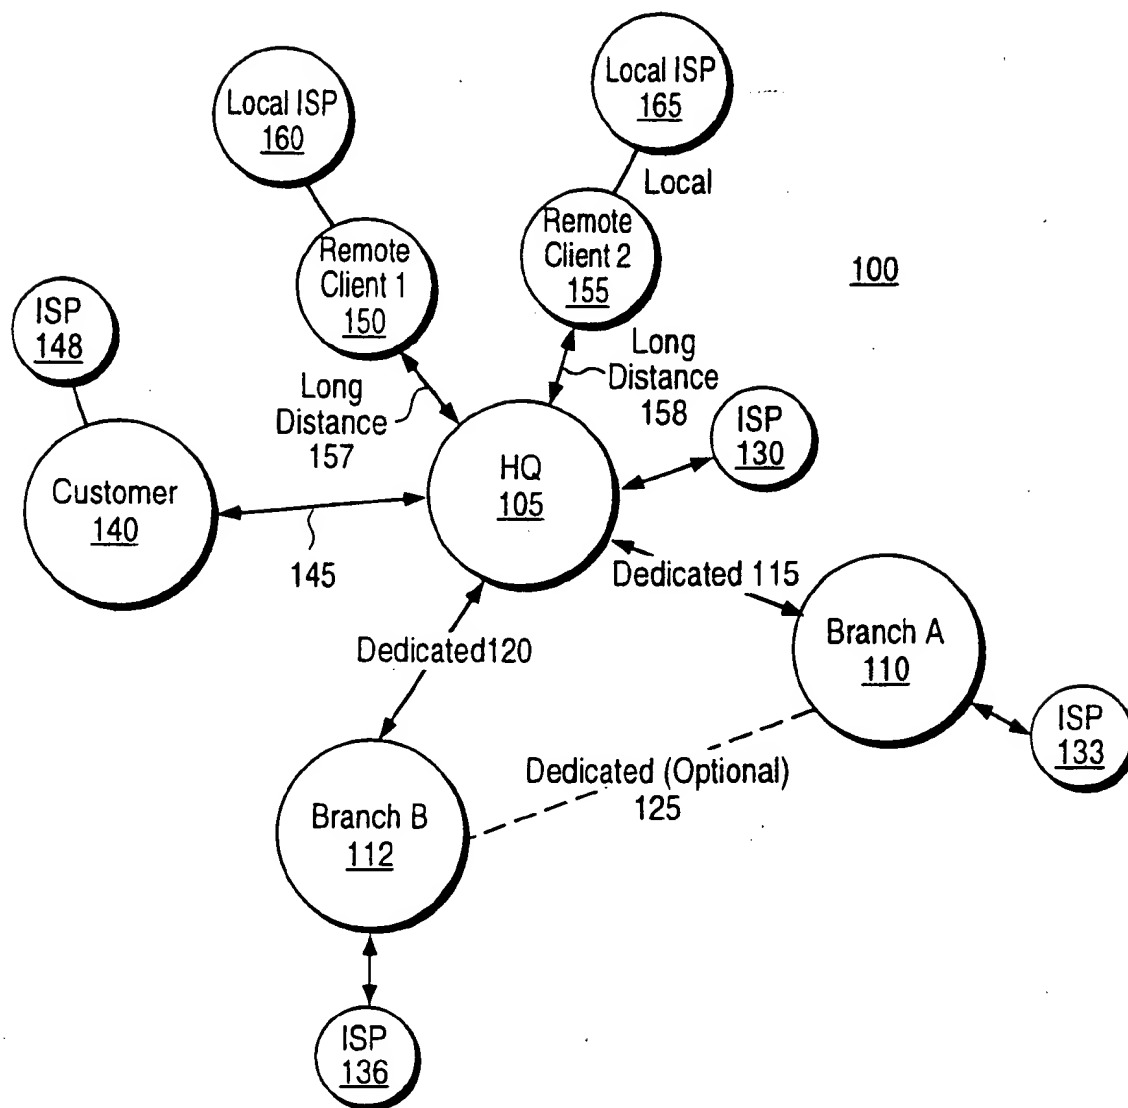 Local ISP
160
Local ISP
165
Local
Remote
Client 1
150
Remote
Client 2
155
100
ISP
148
Long
Distance
157
Long
Distance
158
ISP
130
Customer
140
HQ
105
145
Dedicated 115
Dedicated120
Branch A
110
ISP
133
Dedicated (Optional)
125
Branch B
112
ISP
136